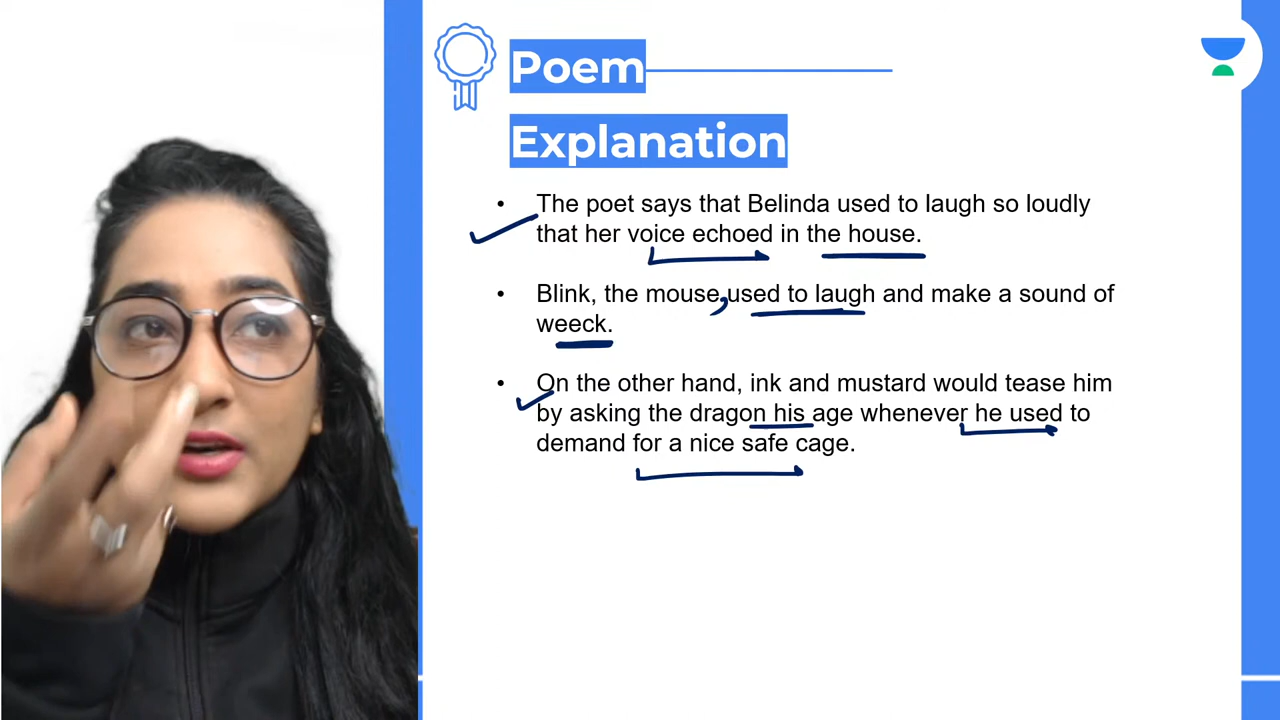 Poem
Explanation
• The poet says that Belinda used to laugh so loudly
that her voice echoed in the house.
• Blink, the mouse, used to laugh and make a sound of
weeck.
• On the other hand, ink and mustard would tease him
by asking the dragon his age whenever he used to
demand for a nice safe cage.